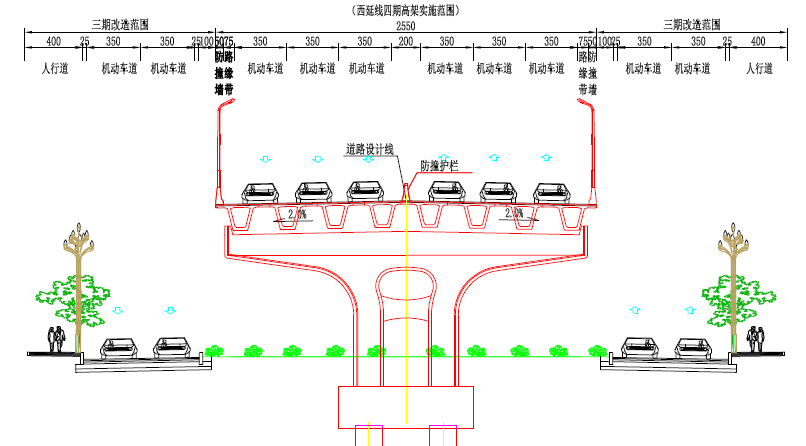 (西延线四期高架实施范围)
三期改造范围 2550 三期改造范围
400 25 350 350 25 100 50 75 350 350 350 200 350 350 350 75 50 100 25 350 350 25 400
人行道 机动车道 机动车道 防撞墙 路缘带 机动车道 机动车道 机动车道 机动车道 机动车道 机动车道 路缘带 防撞墙 机动车道 机动车道 人行道
道路设计线
防撞护栏
2.0% 2.0%